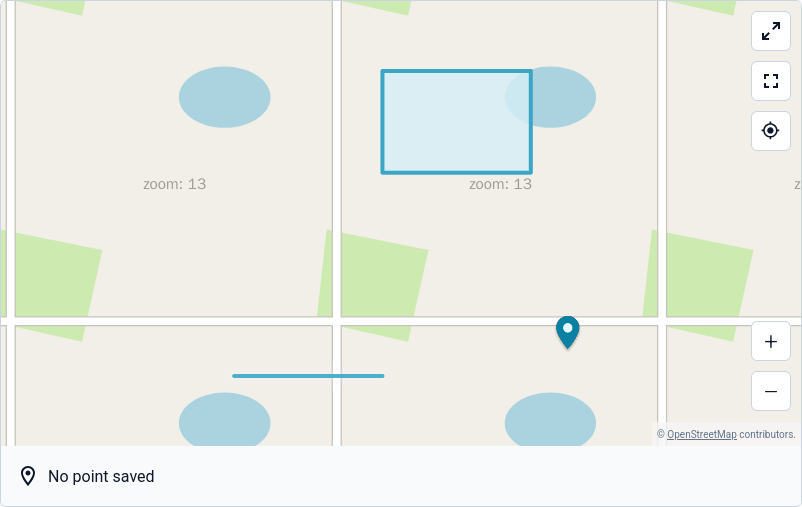 zoom: 13
zoom: 13
z
+
−
© OpenStreetMap contributors.
No point saved